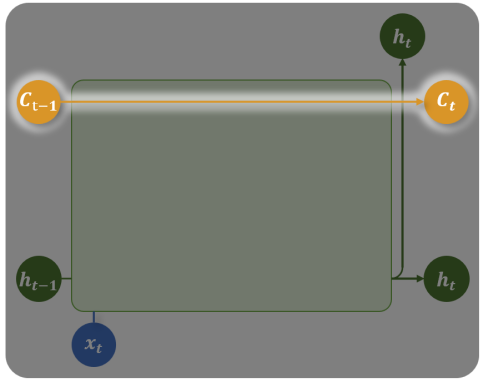 h_t
C_{t-1}
C_t
h_{t-1}
h_t
x_t